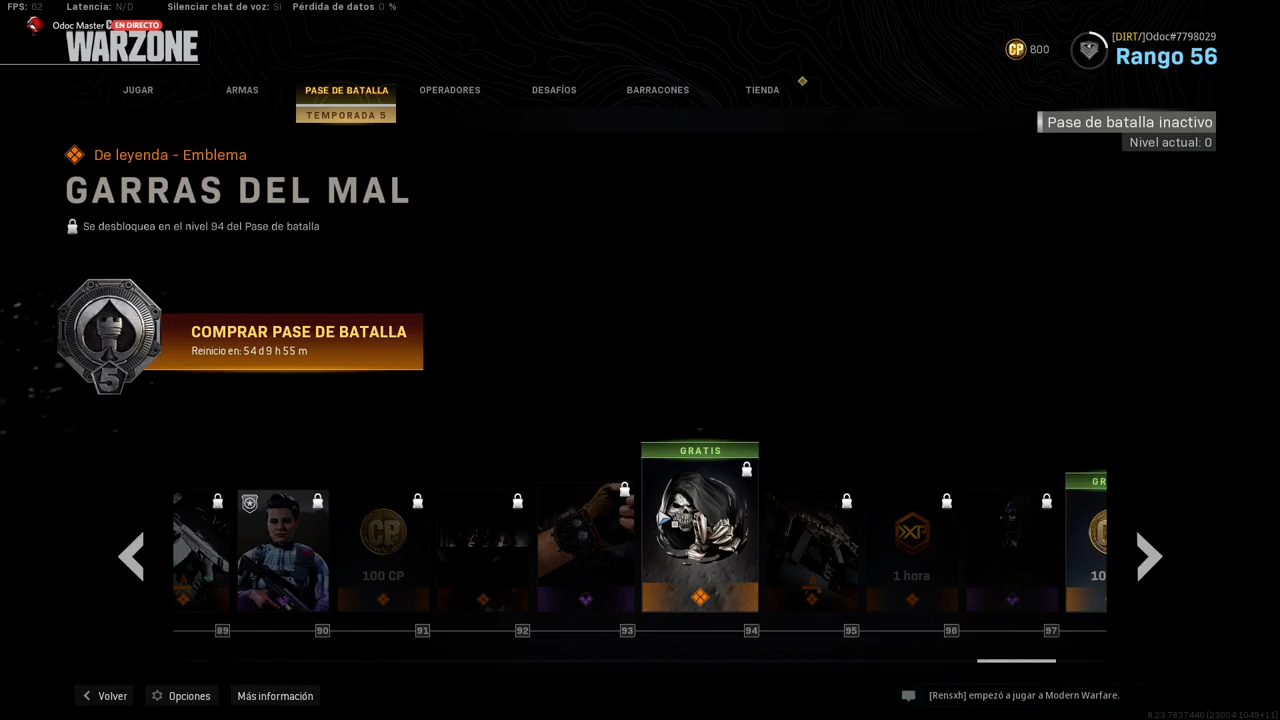 FPS: 62 Latencia: N/D Silenciar chat de voz: Sí Pérdida de datos 0 %
Odoc Master EN DIRECTO
WARZONE
CP 800
[DIRT/]Odoc#7798029
Rango 56
JUGAR ARMAS PASE DE BATALLA OPERADORES DESAFÍOS BARRACONES TIENDA
TEMPORADA 5
Pase de batalla inactivo
Nivel actual: 0
De leyenda - Emblema
GARRAS DEL MAL
Se desbloquea en el nivel 94 del Pase de batalla
COMPRAR PASE DE BATALLA
Reinicio en: 54 d 9 h 55 m
5
GRATIS
GR
CP
2XP
100 CP
1 hora
10
89 90 91 92 93 94 95 96 97
Volver Opciones Más información
[Rensxh] empezó a jugar a Modern Warfare.